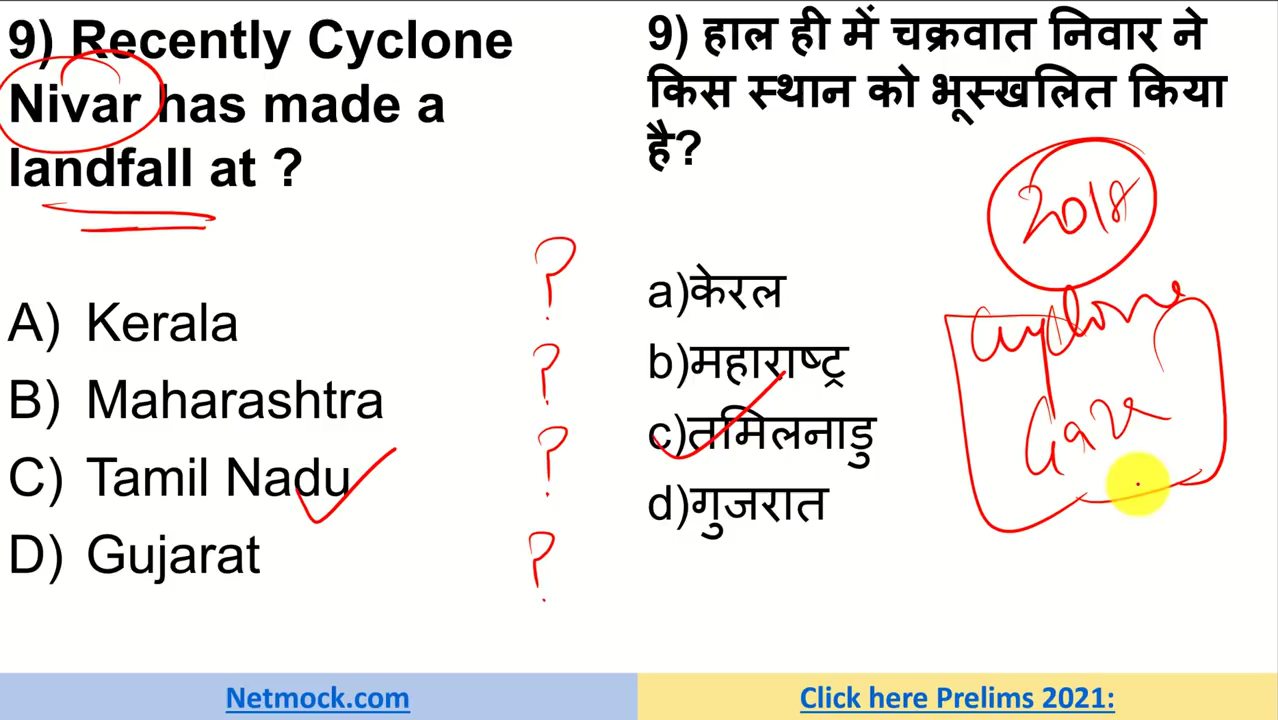 9) Recently Cyclone
Nivar has made a
landfall at ?
A) Kerala
B) Maharashtra
C) Tamil Nadu
D) Gujarat
?
?
?
?
9) हाल ही में चक्रवात निवार ने
किस स्थान को भूस्खलित किया
है?
a)केरल
b)महाराष्ट्र
c)तमिलनाडु
d)गुजरात
2018
Cyclone
Netmock.com
Click here Prelims 2021: